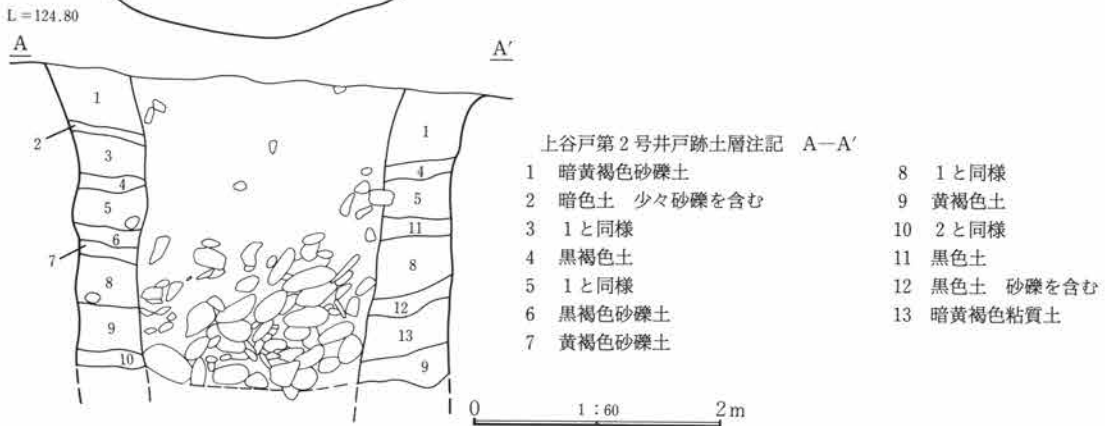 L=124.80
A A′
1
2
3
4
5
6
7
8
9
10
1
4
5
11
8
12
13
9
上谷戸第2号井戸跡土層注記 A—A′
1 暗黄褐色砂礫土
2 暗色土 少々砂礫を含む
3 1と同様
4 黒褐色土
5 1と同様
6 黒褐色砂礫土
7 黄褐色砂礫土
8 1と同様
9 黄褐色土
10 2と同様
11 黒色土
12 黒色土 砂礫を含む
13 暗黄褐色粘質土
0 1:60 2m